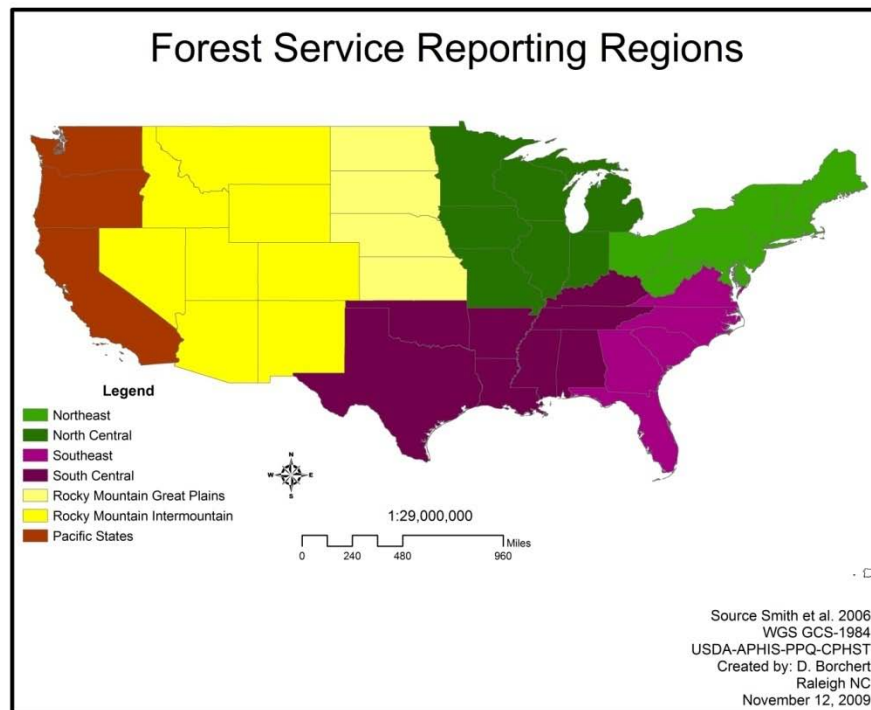 Forest Service Reporting Regions
Legend
Northeast
North Central
Southeast
South Central
Rocky Mountain Great Plains
Rocky Mountain Intermountain
Pacific States
N
W E
S
1:29,000,000
Miles
0 240 480 960
Source Smith et al. 2006
WGS GCS-1984
USDA-APHIS-PPQ-CPHST
Created by: D. Borchert
Raleigh NC
November 12, 2009